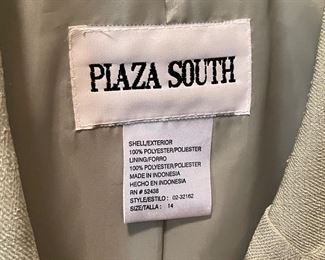 PLAZA SOUTH
SHELL/EXTERIOR
100% POLYESTER/POLIESTER
LINING/FORRO
100% POLYESTER/POLIESTER
MADE IN INDONESIA
HECHO EN INDONESIA
RN # 52438
STYLE/ESTILO : 02-32162
SIZE/TALLA : 14